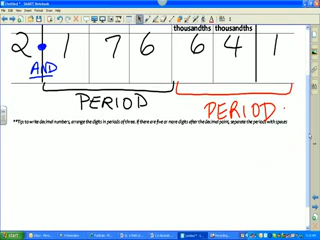 thousandths thousandths
2 . 1 7 6 6 4 1
AND
PERIOD PERIOD.
**Tips to write decimal numbers, arrange the digits in periods of three. If there are five or more digits after the decimal point, separate the periods with spaces
start